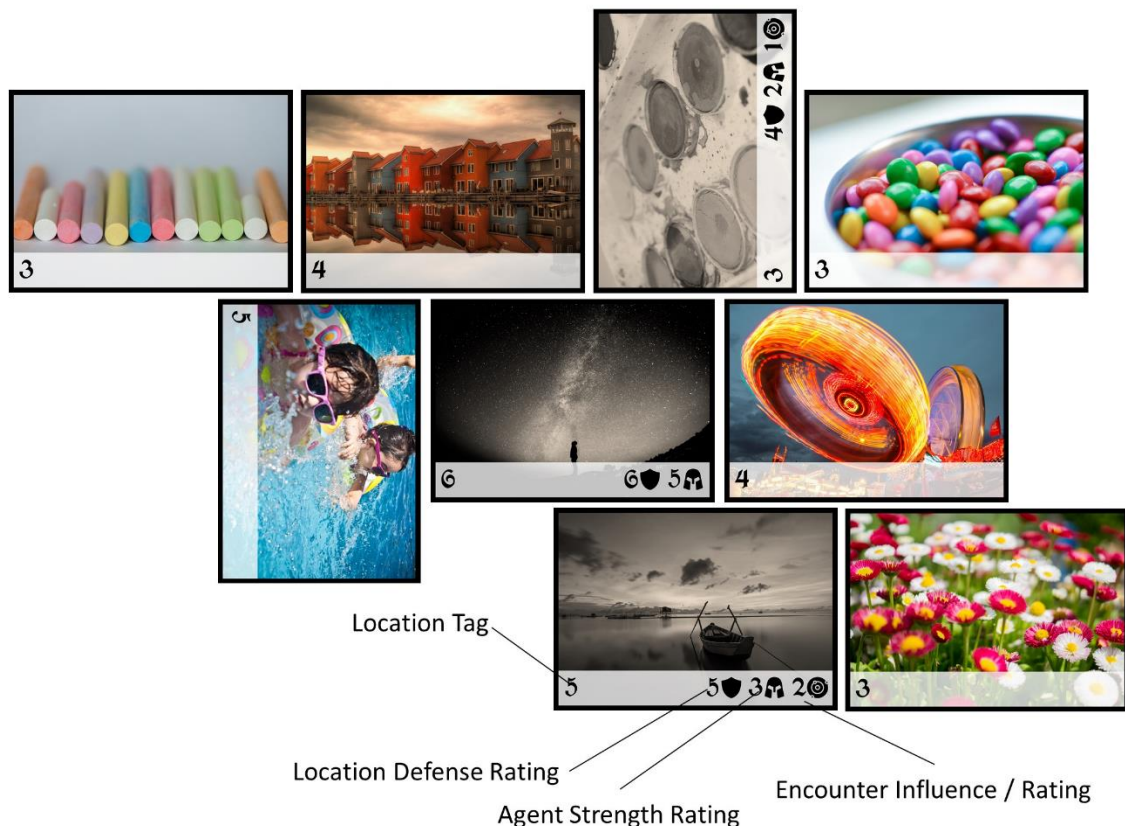 4 2 1
3
4
3
3
5
6
6 5
4
Location Tag
5
5 3 2
3
Location Defense Rating
Encounter Influence / Rating
Agent Strength Rating